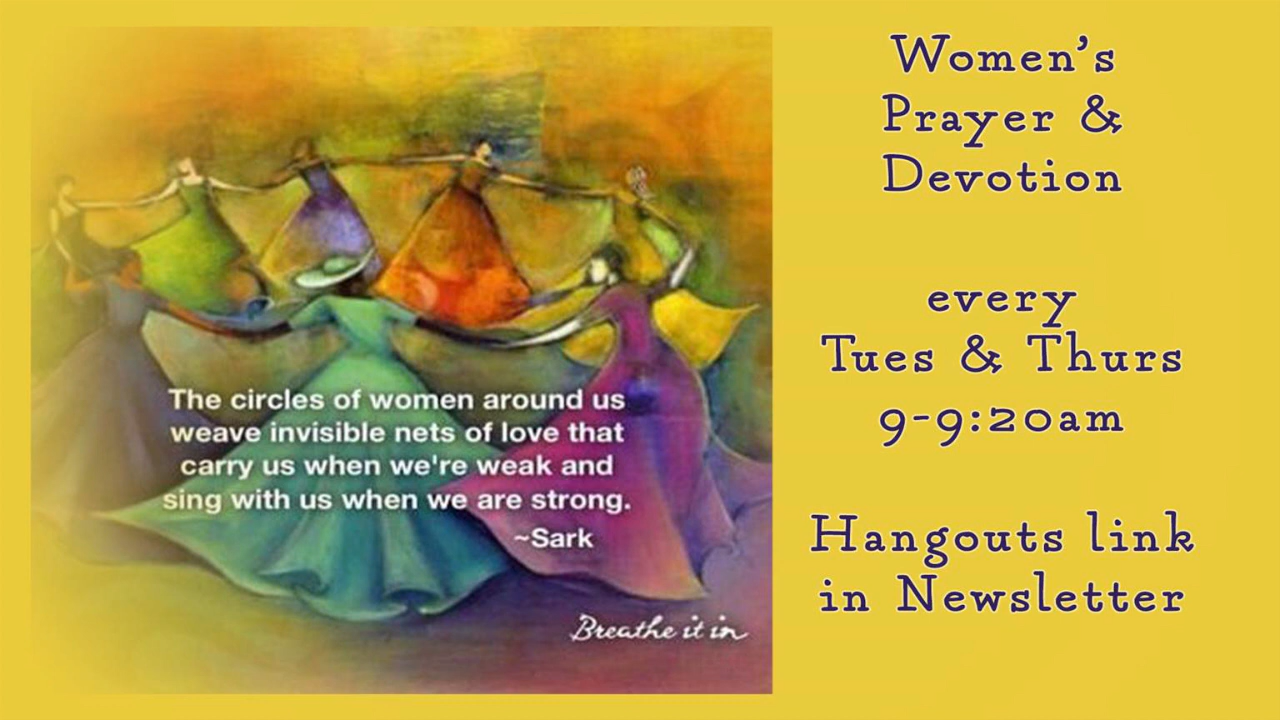 The circles of women around us
weave invisible nets of love that
carry us when we're weak and
sing with us when we are strong.
~Sark
Breathe it in
Women's
Prayer &
Devotion
every
Tues & Thurs
9-9:20am
Hangouts link
in Newsletter